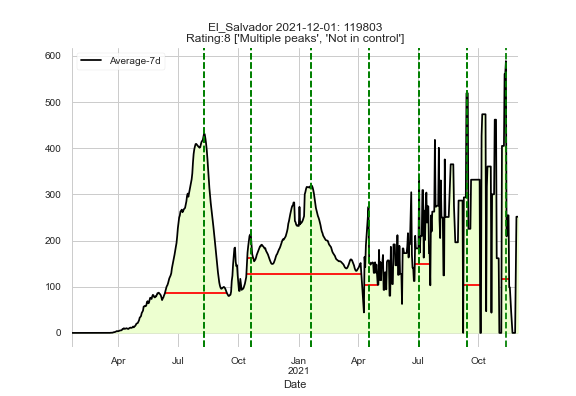 El_Salvador 2021-12-01: 119803
Rating:8 ['Multiple peaks', 'Not in control']
Average-7d
600
500
400
300
200
100
0
Apr Jul Oct Jan Apr Jul Oct
2021
Date